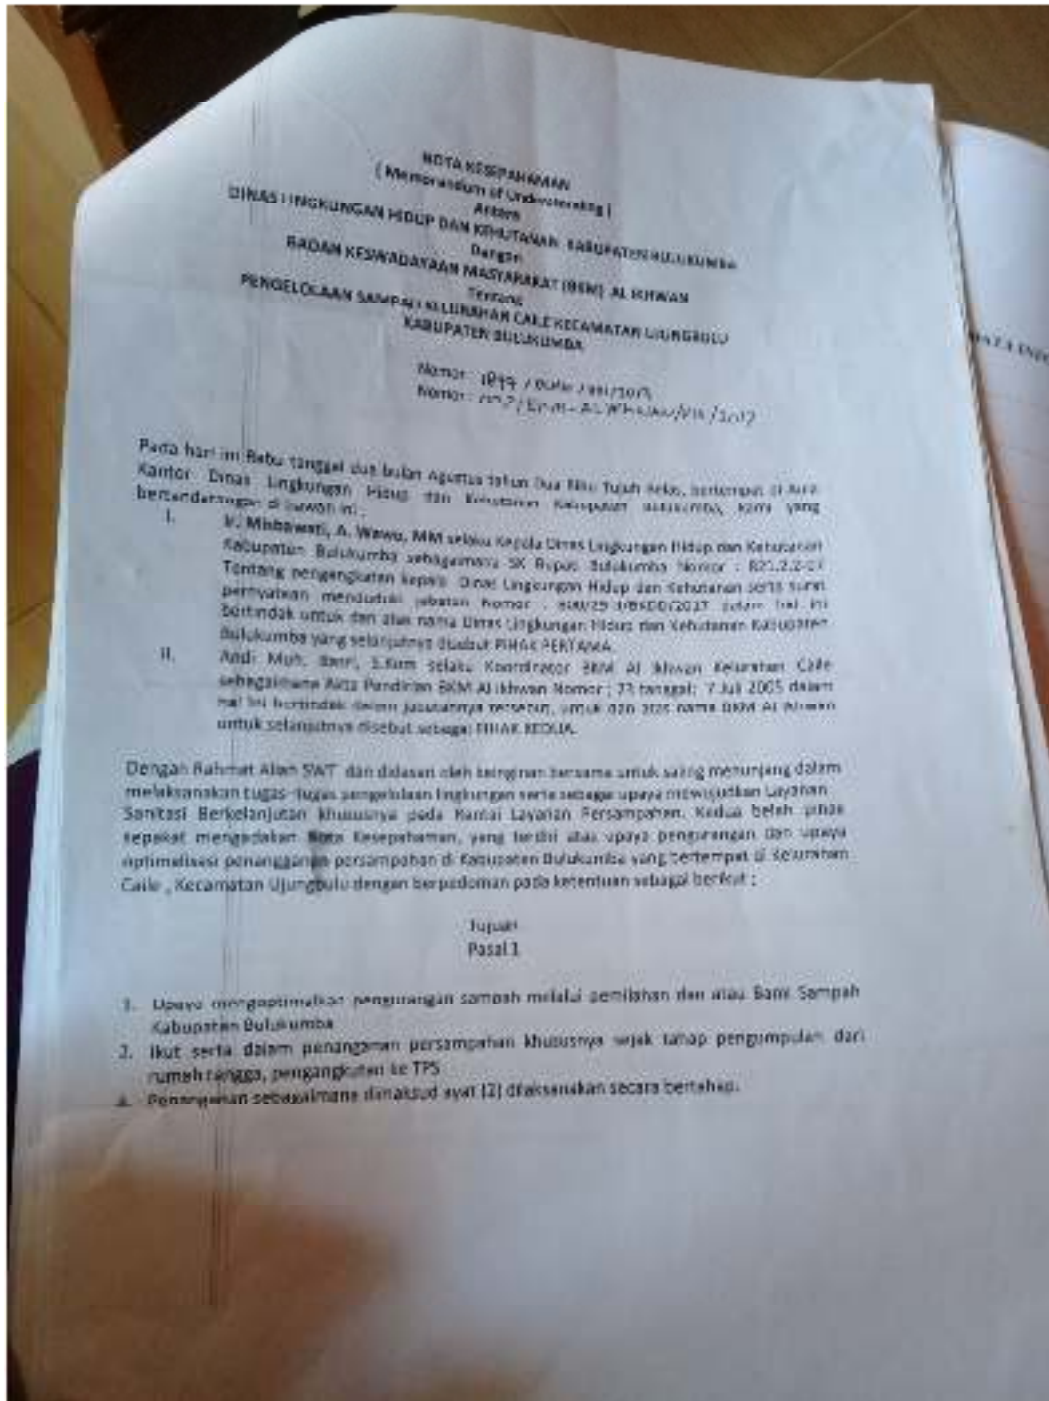 NOTA KESEPAHAMAN
( Memorandum of Understanding )
Antara
DINAS LINGKUNGAN HIDUP DAN KEHUTANAN KABUPATEN BULUKUMBA
Dengan
BADAN KESWADAYAAN MASYARAKAT (BKM) AL IKHWAN
Tentang
PENGELOLAAN SAMPAH KELURAHAN CAILE KECAMATAN UJUNGBULU
KABUPATEN BULUKUMBA
Nomor :
Nomor :
Pada hari ini Rabu tanggal dua bulan Agustus tahun Dua Ribu Tujuh Belas, bertempat di Aula
Kantor Dinas Lingkungan Hidup dan Kehutanan Kabupaten Bulukumba, kami yang
bertandatangan di bawah ini :
I. Ir. Misbawati, A. Wawo, MM selaku Kepala Dinas Lingkungan Hidup dan Kehutanan
Kabupaten Bulukumba sebagaimana SK Bupati Bulukumba Nomor :
Tentang pengangkatan kepala Dinas Lingkungan Hidup dan Kehutanan serta surat
pernyataan menduduki jabatan Nomor : dalam hal ini
bertindak untuk dan atas nama Dinas Lingkungan Hidup dan Kehutanan Kabupaten
Bulukumba yang selanjutnya disebut PIHAK PERTAMA.
II. Andi Muh. S.Kom selaku Koordinator BKM Al Ikhwan Kelurahan Caile
sebagaimana Akta Pendirian BKM Al Ikhwan Nomor ; 23 tanggal; 7 Juli 2005 dalam
hal ini bertindak dalam jabatannya tersebut, untuk dan atas nama BKM Al Ikhwan
untuk selanjutnya disebut sebagai PIHAK KEDUA.
Dengan Rahmat Allah SWT dan didasari oleh keinginan bersama untuk saling menunjang dalam
melaksanakan tugas-tugas pengelolaan lingkungan serta sebagai upaya mewujudkan Layanan
Sanitasi Berkelanjutan khususnya pada Rantai Layanan Persampahan. Kedua belah pihak
sepakat mengadakan Nota Kesepahaman, yang terdiri atas upaya pengurangan dan upaya
optimalisasi penangganan persampahan di Kabupaten Bulukumba yang bertempat di Kelurahan
Caile , Kecamatan Ujungbulu dengan berpedoman pada ketentuan sebagai berikut ;
Tujuan
Pasal 1
1. Upaya mengoptimalkan pengurangan sampah melalui pemilahan dan atau Bank Sampah
Kabupaten Bulukumba
2. Ikut serta dalam penanganan persampahan khususnya sejak tahap pengumpulan dari
rumah tangga, pengangkutan ke TPS
Penanganan sebagaimana dimaksud ayat (2) dilaksanakan secara bertahap.